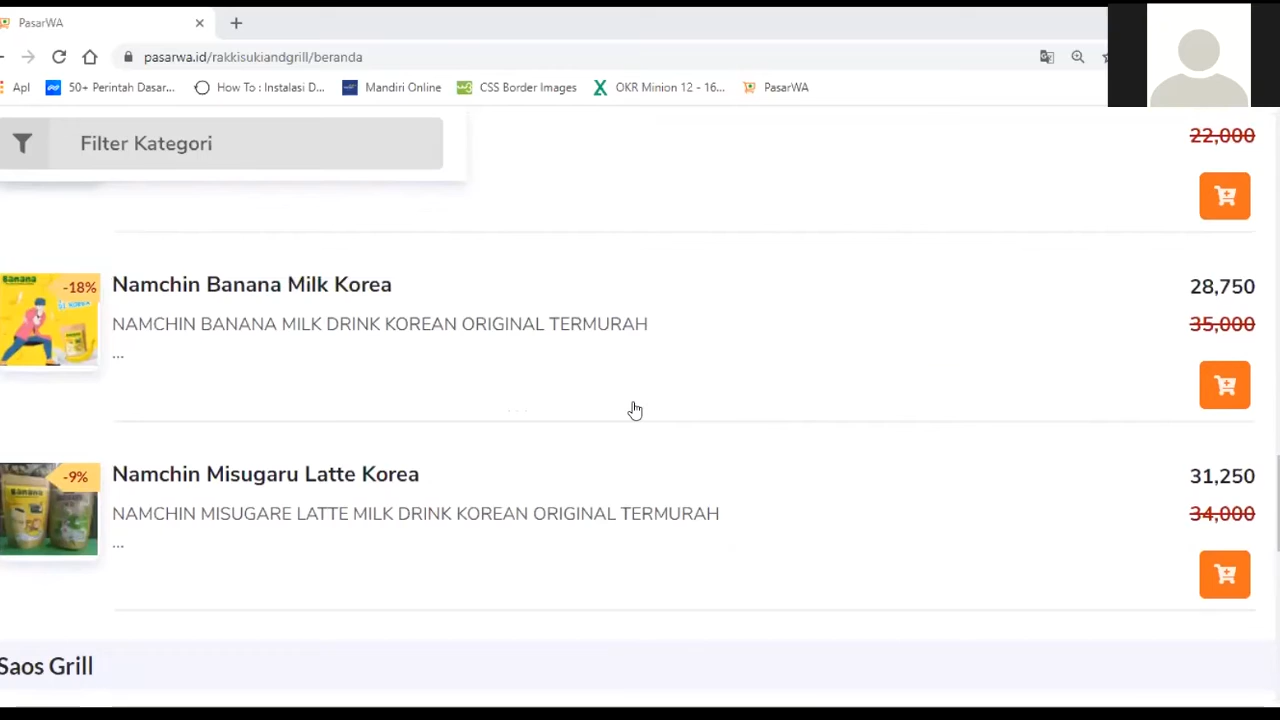 PasarWA
pasarwa.id/rakkisukiandgrill/beranda
Apl 50+ Perintah Dasar... How To : Instalasi D... Mandiri Online CSS Border Images OKR Minion 12 - 16... PasarWA
Filter Kategori
22,000
Banana
-18%
Namchin Banana Milk Korea
28,750
NAMCHIN BANANA MILK DRINK KOREAN ORIGINAL TERMURAH
35,000
...
-9%
Banana
Namchin Misugaru Latte Korea
31,250
NAMCHIN MISUGARE LATTE MILK DRINK KOREAN ORIGINAL TERMURAH
34,000
...
Saos Grill